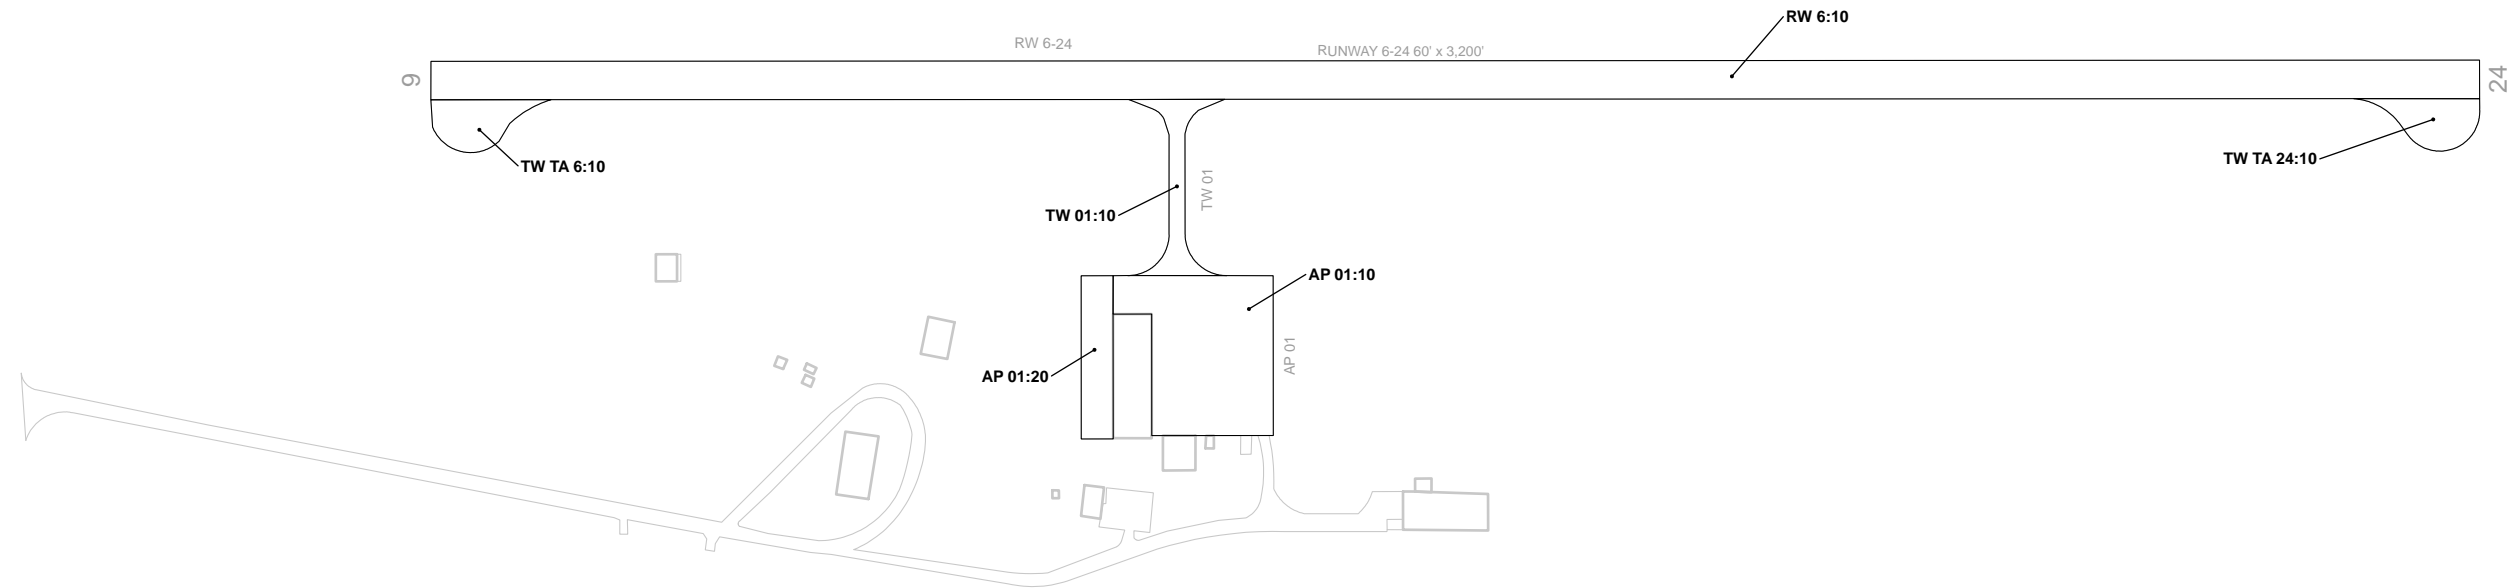 RW 6:10
RW 6-24
RUNWAY 6-24 60' x 3,200'
6
24
TW TA 6:10
TW TA 24:10
TW 01
TW 01:10
AP 01:10
AP 01
AP 01:20